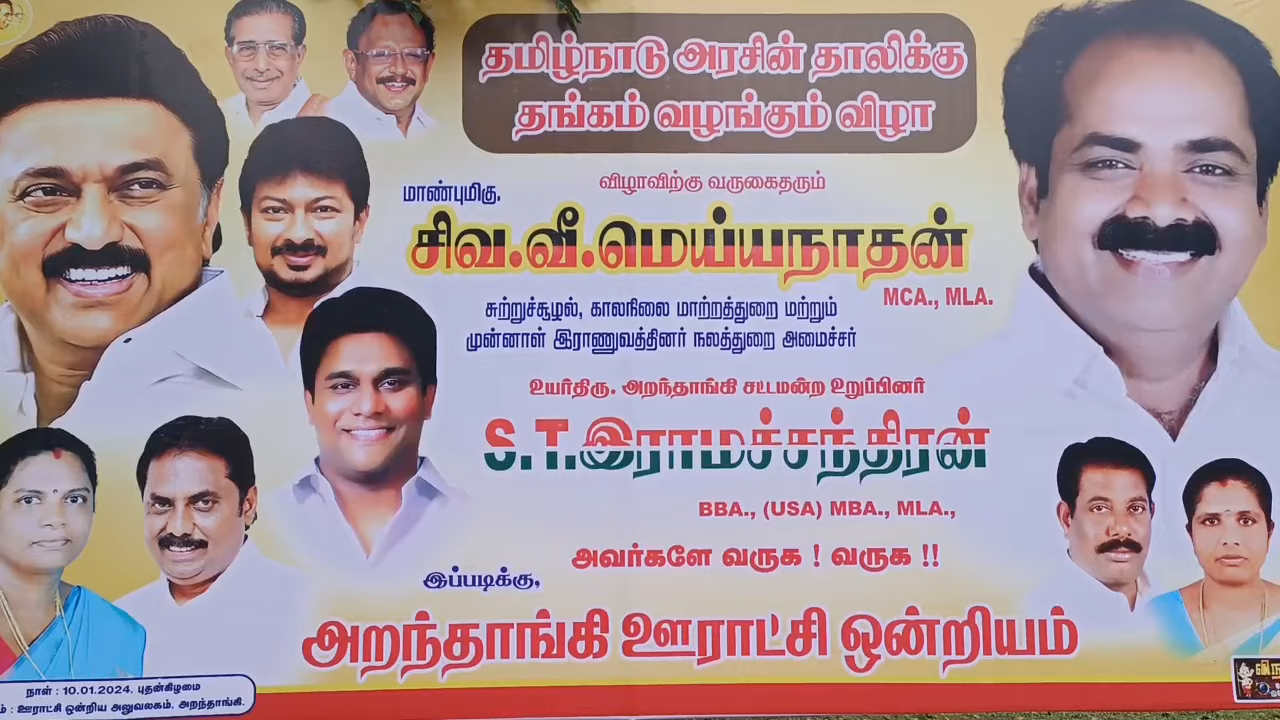 தமிழ்நாடு அரசின் தாலிக்கு
தங்கம் வழங்கும் விழா
விழாவிற்கு வருகைதரும்
மாண்புமிகு.
சிவ.வீ.மெய்யநாதன்
MCA., MLA.
சுற்றுச்சூழல், காலநிலை மாற்றத்துறை மற்றும்
முன்னாள் இராணுவத்தினர் நலத்துறை அமைச்சர்
உயர்திரு. அறந்தாங்கி சட்டமன்ற உறுப்பினர்
S.T.இராமச்சந்திரன்
BBA., (USA) MBA., MLA.,
அவர்களே வருக ! வருக !!
இப்படிக்கு,
அறந்தாங்கி ஊராட்சி ஒன்றியம்
நாள் : 10.01.2024. புதன்கிழமை
: ஊராட்சி ஒன்றிய அலுவலகம், அறந்தாங்கி.